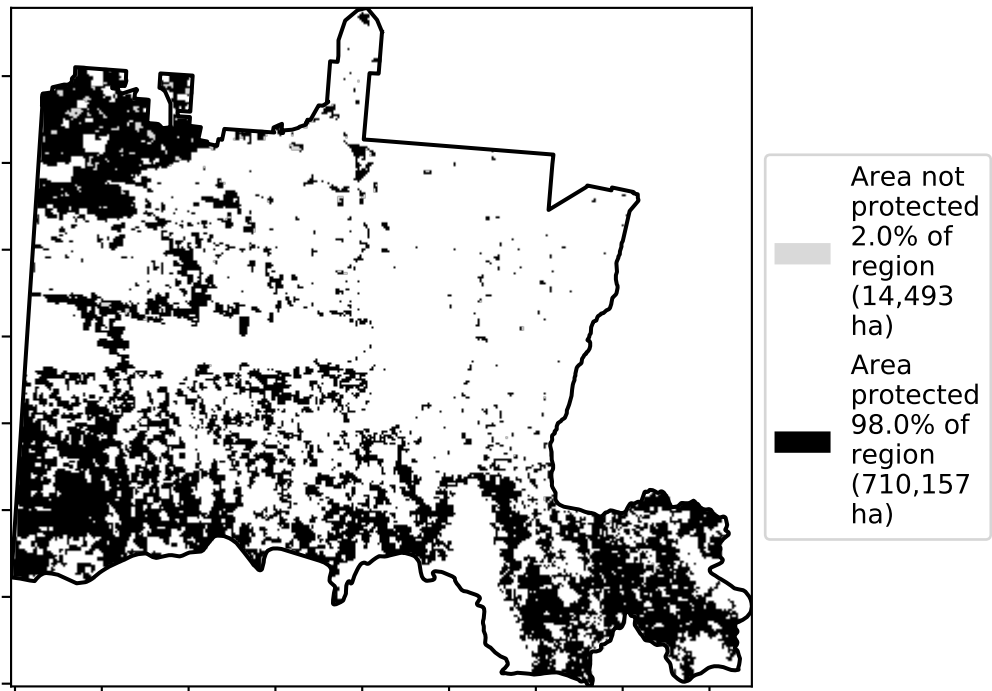 Area not
protected
2.0% of
region
(14,493
ha)
Area
protected
98.0% of
region
(710,157
ha)